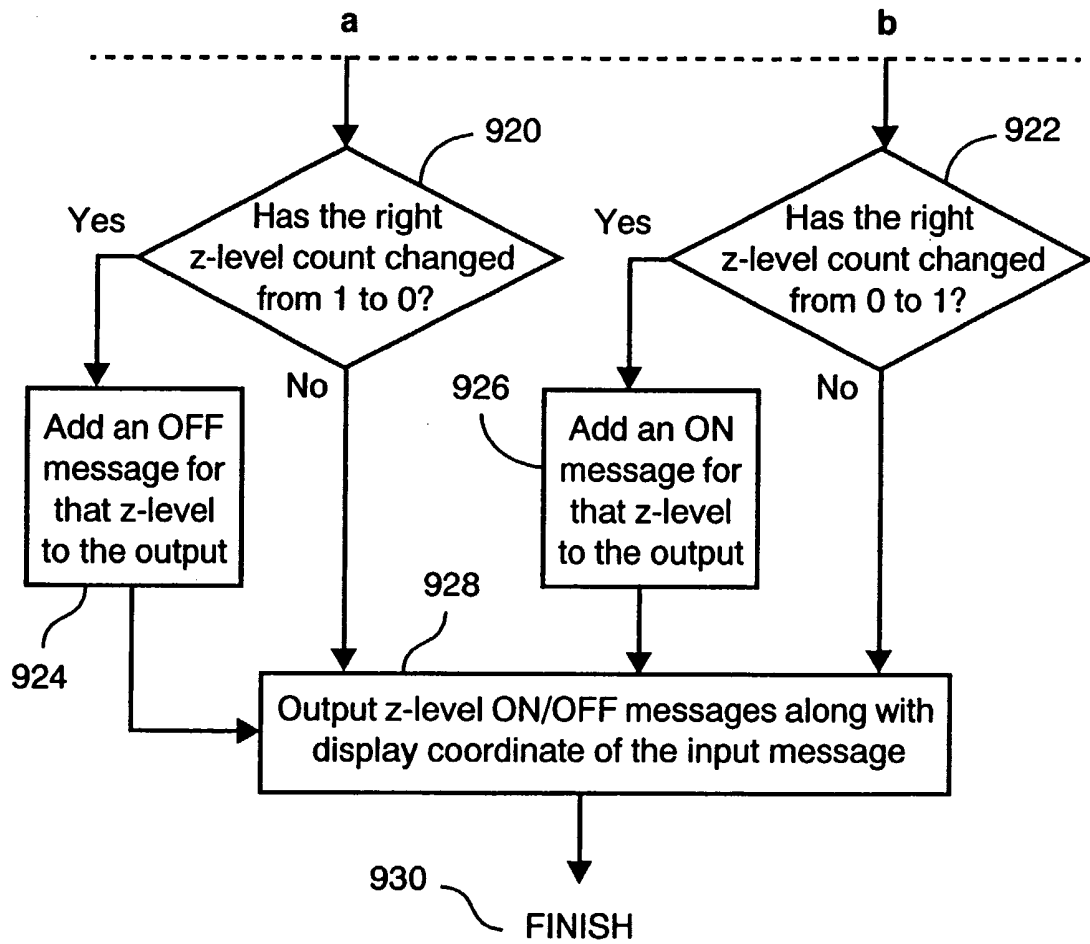 a
b
920
922
Yes
Has the right
z-level count changed
from 1 to 0?
Yes
Has the right
z-level count changed
from 0 to 1?
No
926
No
Add an OFF
message for
that z-level
to the output
Add an ON
message for
that z-level
to the output
924
928
Output z-level ON/OFF messages along with
display coordinate of the input message
930
FINISH